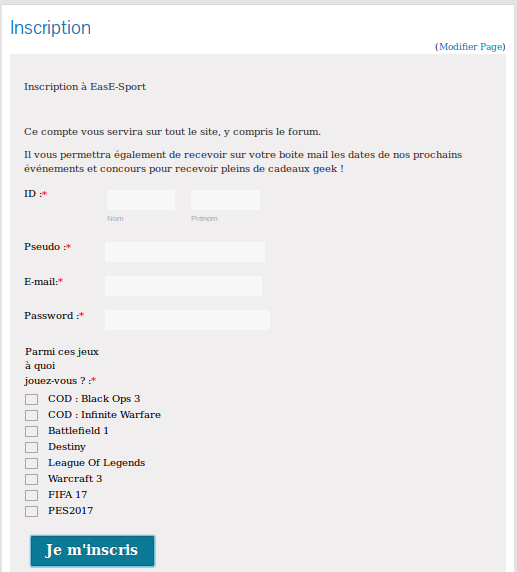 Inscription
(Modifier Page)
Inscription à EasE-Sport
Ce compte vous servira sur tout le site, y compris le forum.
Il vous permettra également de recevoir sur votre boite mail les dates de nos prochains
événements et concours pour recevoir pleins de cadeaux geek !
ID :*
Nom Prénom
Pseudo :*
E-mail:*
Password :*
Parmi ces jeux
à quoi
jouez-vous ? :*
COD : Black Ops 3
COD : Infinite Warfare
Battlefield 1
Destiny
League Of Legends
Warcraft 3
FIFA 17
PES2017
Je m'inscris